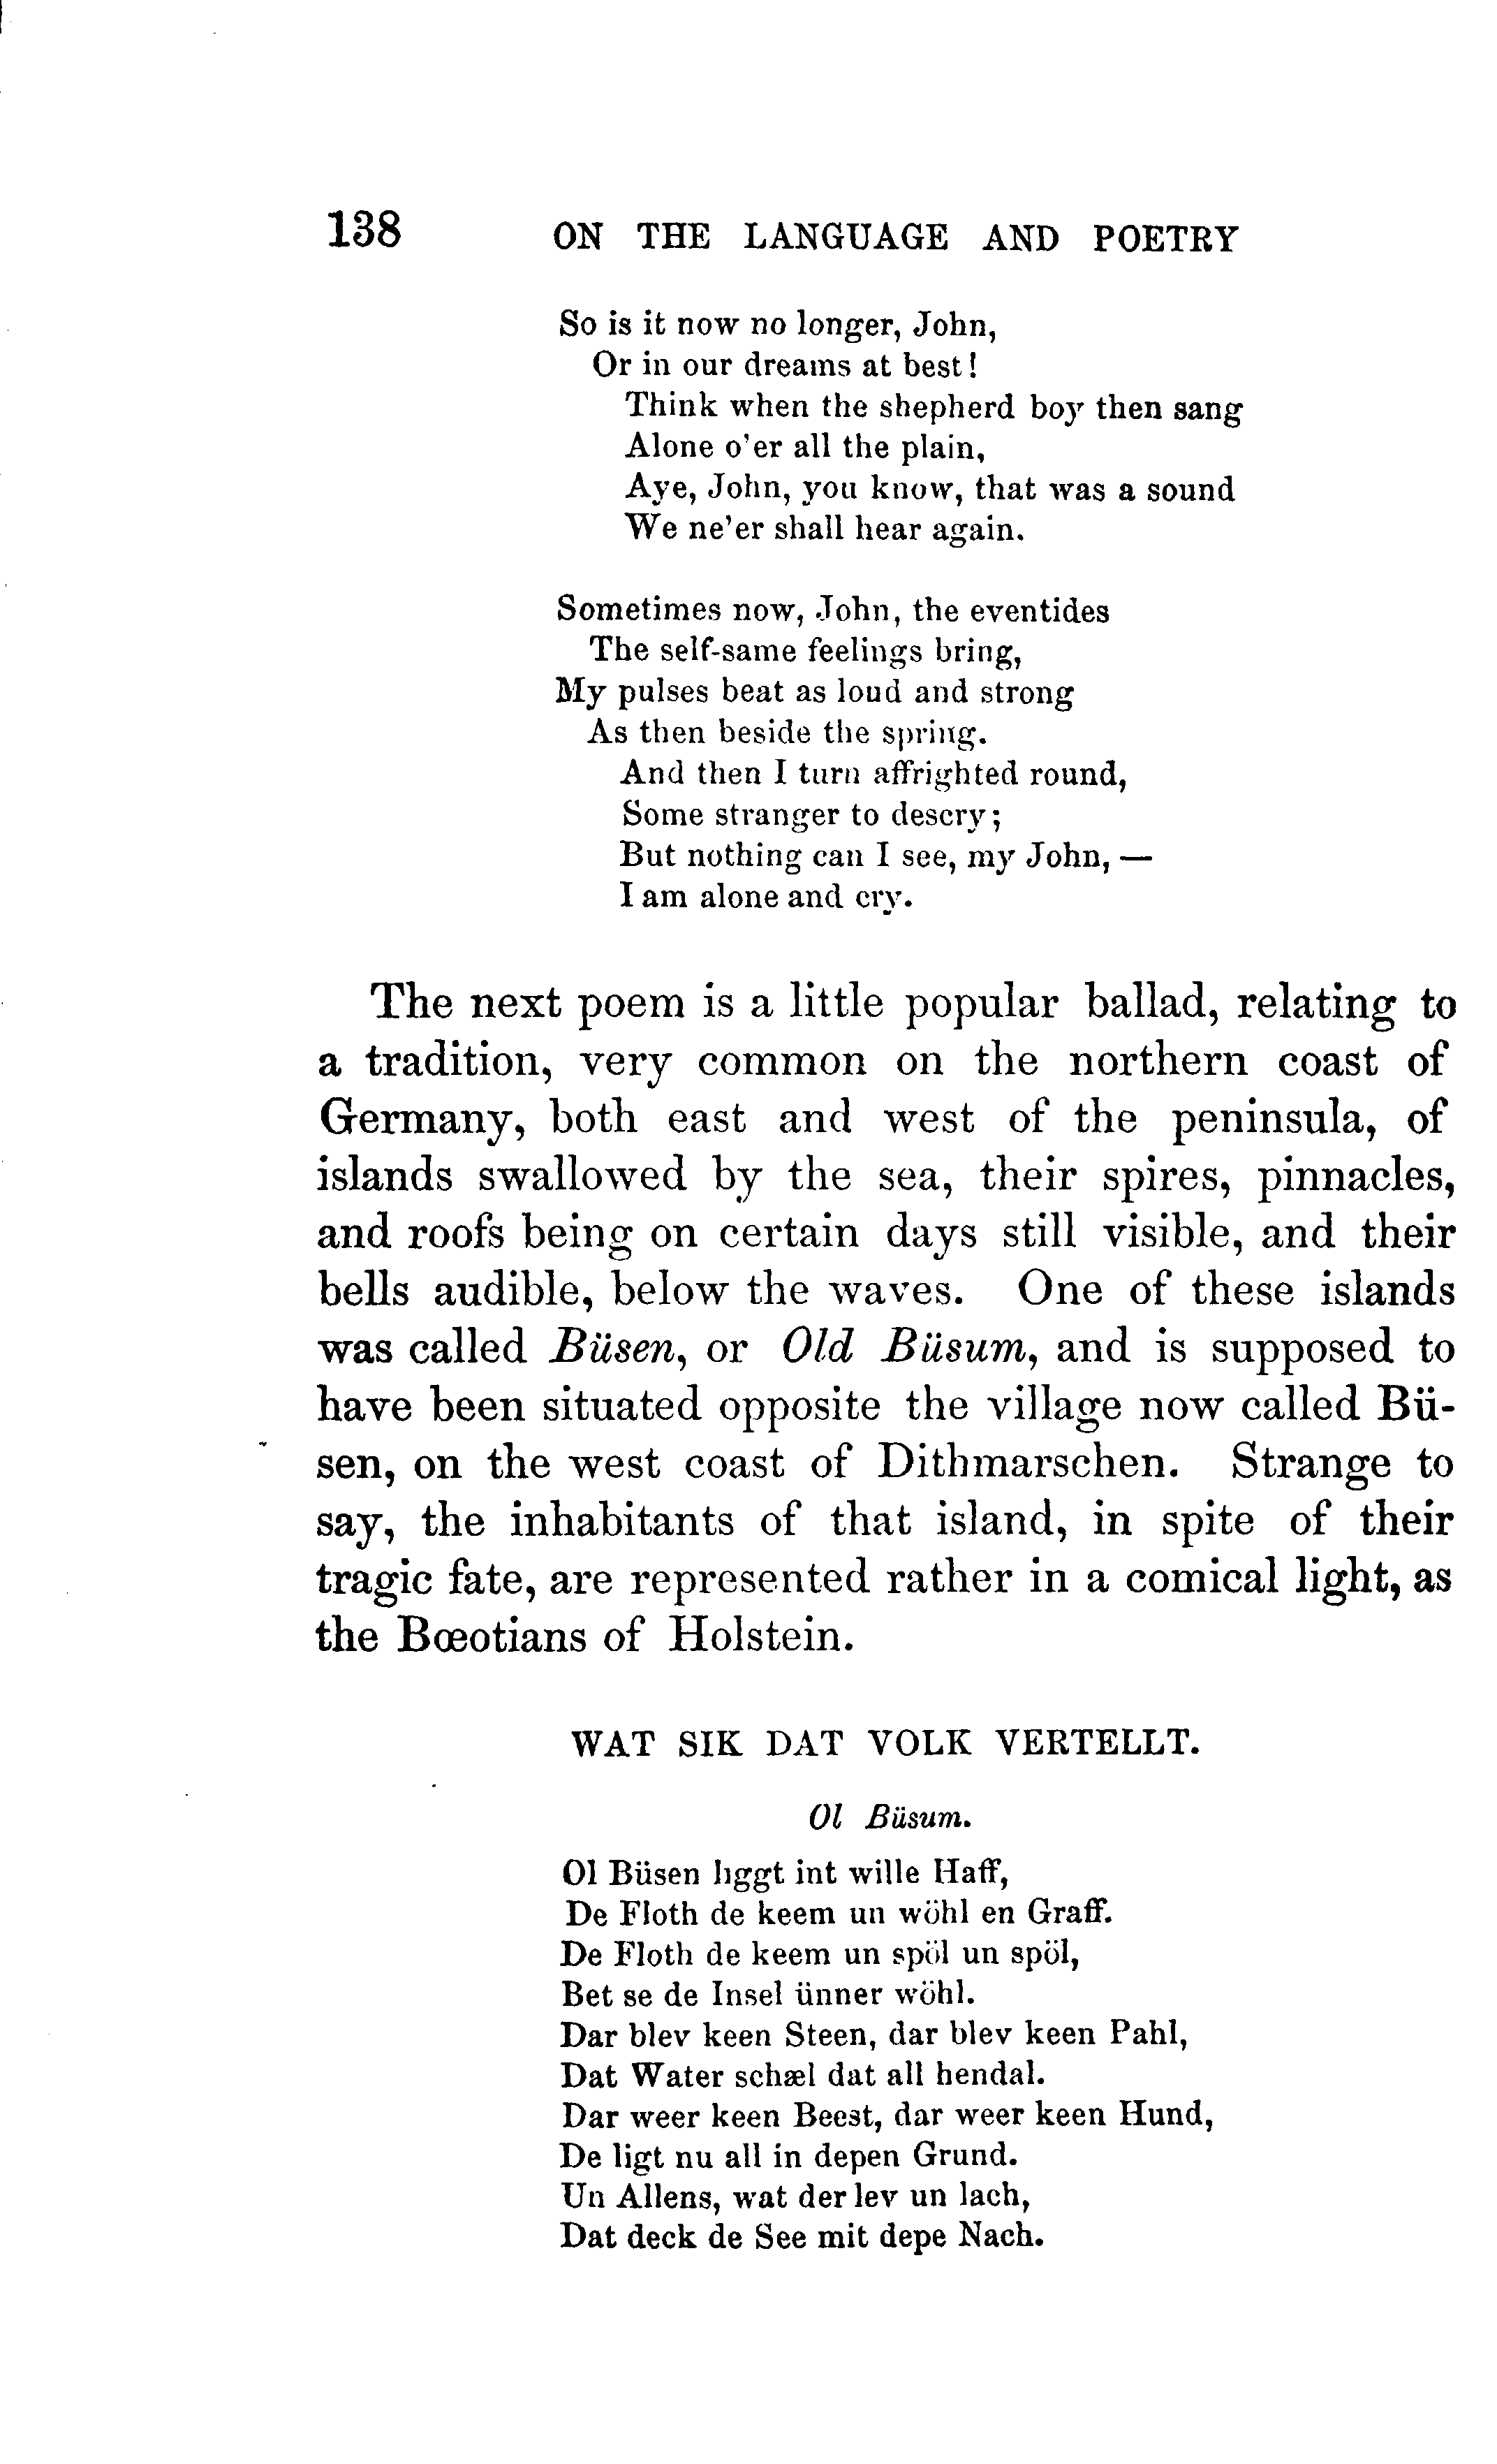 138 ON THE LANGUAGE AND POETRY
So is it now no longer, John,
Or in our dreams at best!
Think when the shepherd boy then sang
Alone o'er all the plain,
Aye, John, you know, that was a sound
We ne'er shall hear again.
Sometimes now, John, the eventides
The self-same feelings bring,
My pulses beat as loud and strong
As then beside the spring.
And then I turn affrighted round,
Some stranger to descry;
But nothing can I see, my John, —
I am alone and cry.
The next poem is a little popular ballad, relating to
a tradition, very common on the northern coast of
Germany, both east and west of the peninsula, of
islands swallowed by the sea, their spires, pinnacles,
and roofs being on certain days still visible, and their
bells audible, below the waves. One of these islands
was called Büsen, or Old Büsum, and is supposed to
have been situated opposite the village now called Bü-
sen, on the west coast of Dithmarschen. Strange to
say, the inhabitants of that island, in spite of their
tragic fate, are represented rather in a comical light, as
the Bœotians of Holstein.
WAT SIK DAT VOLK VERTELLT.
Ol Büsum.
Ol Büsen liggt int wille Haff,
De Floth de keem un wöhl en Graff.
De Floth de keem un spöl un spöl,
Bet se de Insel ünner wöhl.
Dar blev keen Steen, dar blev keen Pahl,
Dat Water schæl dat all hendal.
Dar weer keen Beest, dar weer keen Hund,
De ligt nu all in depen Grund.
Un Allens, wat der lev un lach,
Dat deck de See mit depe Nach.